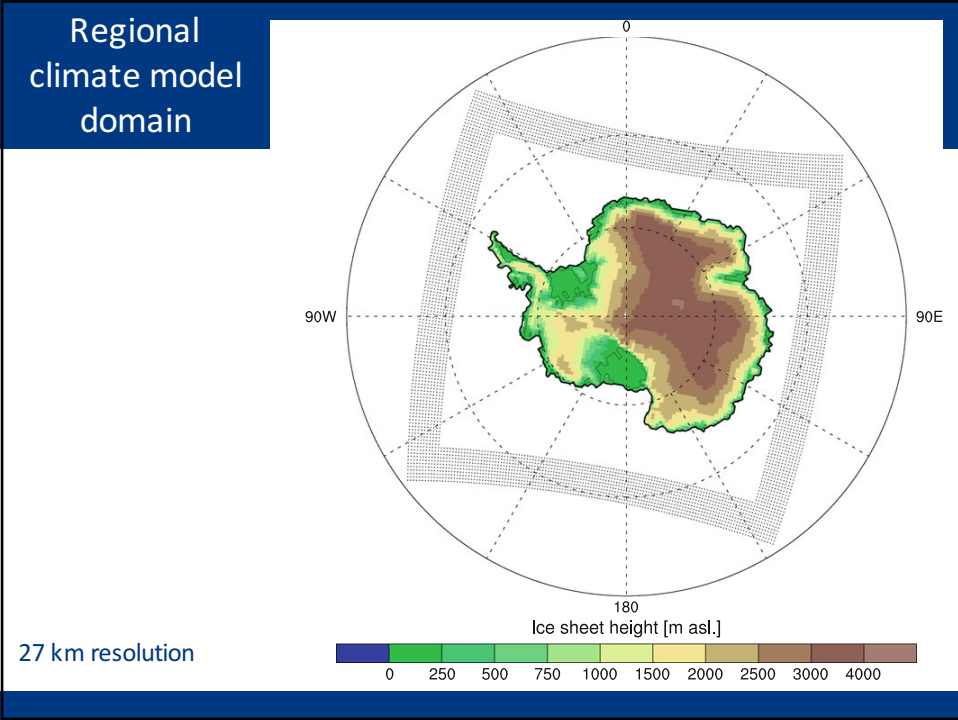 Regional
climate model
domain
0
90W
90E
180
Ice sheet height [m asl.]
0 250 500 750 1000 1500 2000 2500 3000 4000
27 km resolution